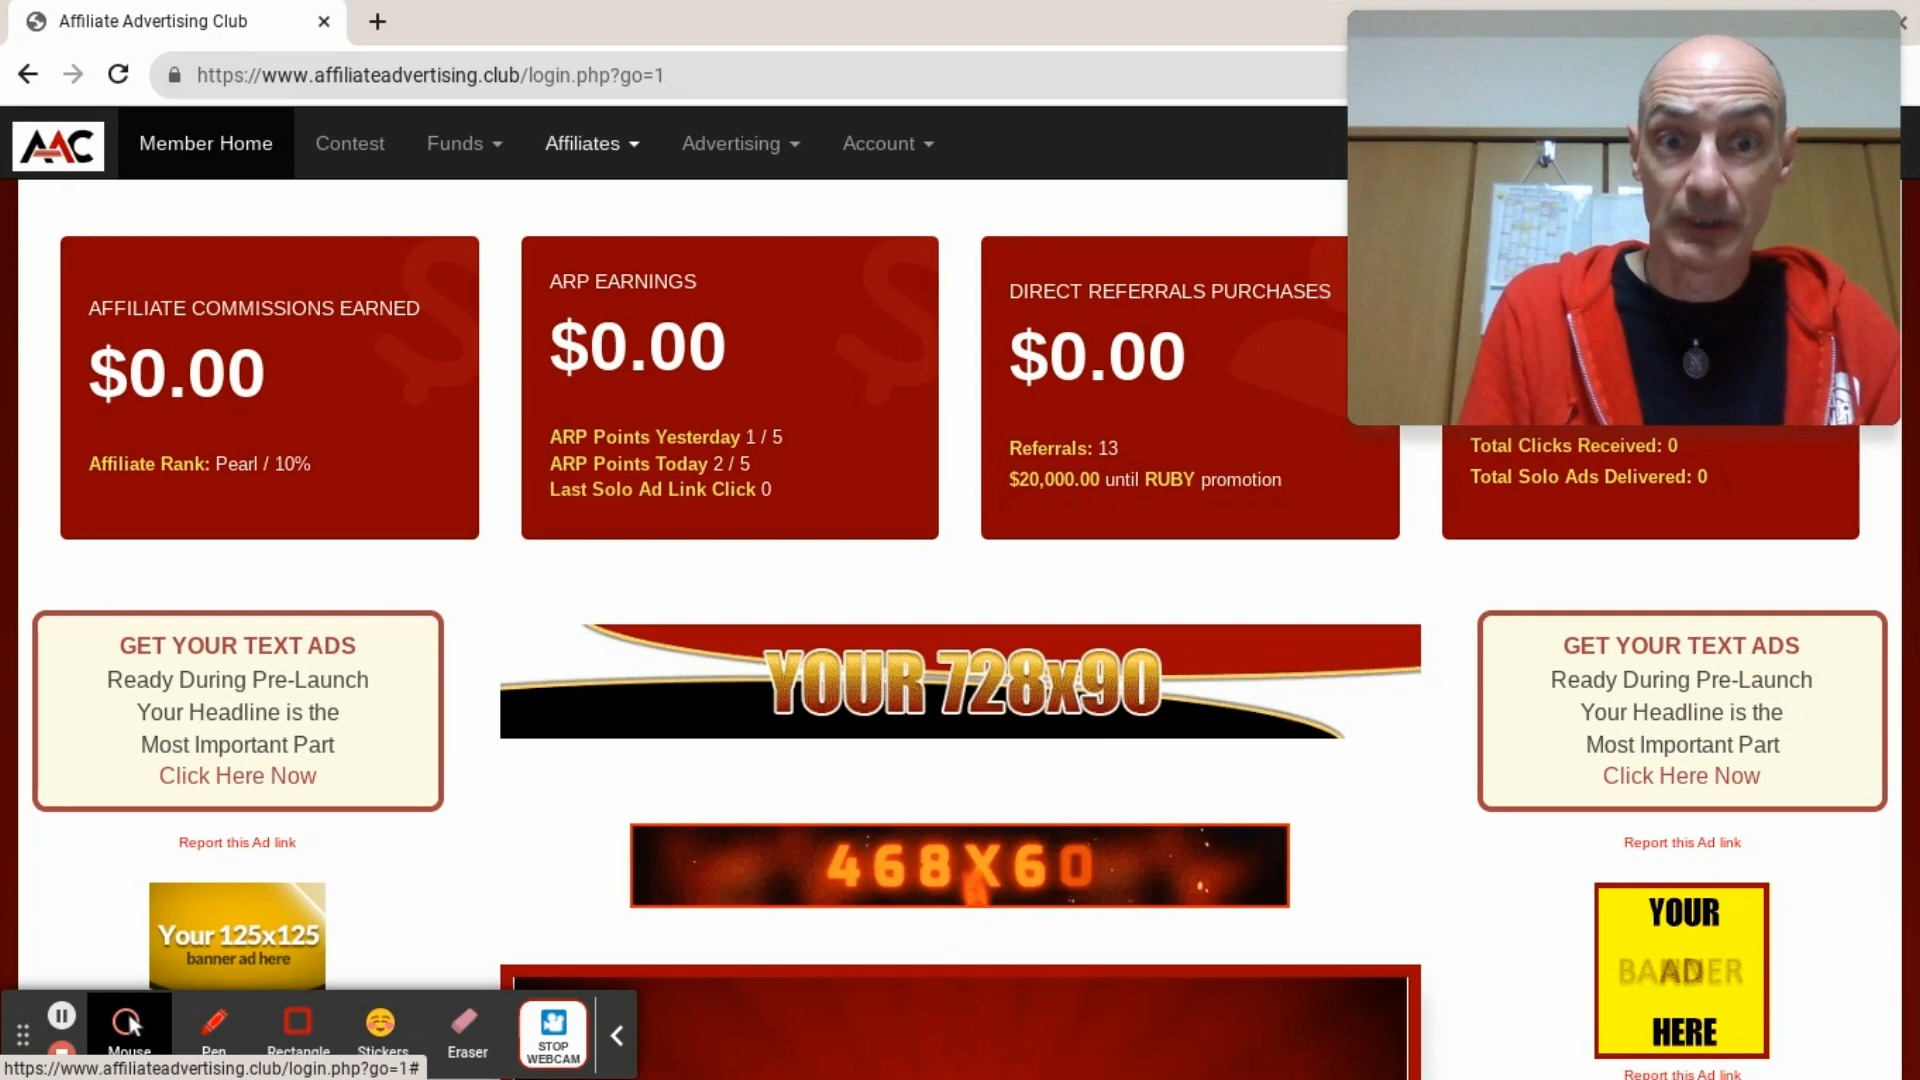 Affiliate Advertising Club
https://www.affiliateadvertising.club/login.php?go=1
AAC
Member Home
Contest
Funds
Affiliates
Advertising
Account
AFFILIATE COMMISSIONS EARNED
$0.00
Affiliate Rank: Pearl / 10%
ARP EARNINGS
$0.00
ARP Points Yesterday 1 / 5
ARP Points Today 2 / 5
Last Solo Ad Link Click 0
DIRECT REFERRALS PURCHASES
$0.00
Referrals: 13
$20,000.00 until RUBY promotion
Total Clicks Received: 0
Total Solo Ads Delivered: 0
GET YOUR TEXT ADS
Ready During Pre-Launch
Your Headline is the
Most Important Part
Click Here Now
Report this Ad link
Your 125x125
banner ad here
YOUR 728x90
468X60
GET YOUR TEXT ADS
Ready During Pre-Launch
Your Headline is the
Most Important Part
Click Here Now
Report this Ad link
YOUR
HERE
Report this Ad link
Mouse
Pen
Rectangle
Stickers
Eraser
STOP
WEBCAM
https://www.affiliateadvertising.club/login.php?go=1#